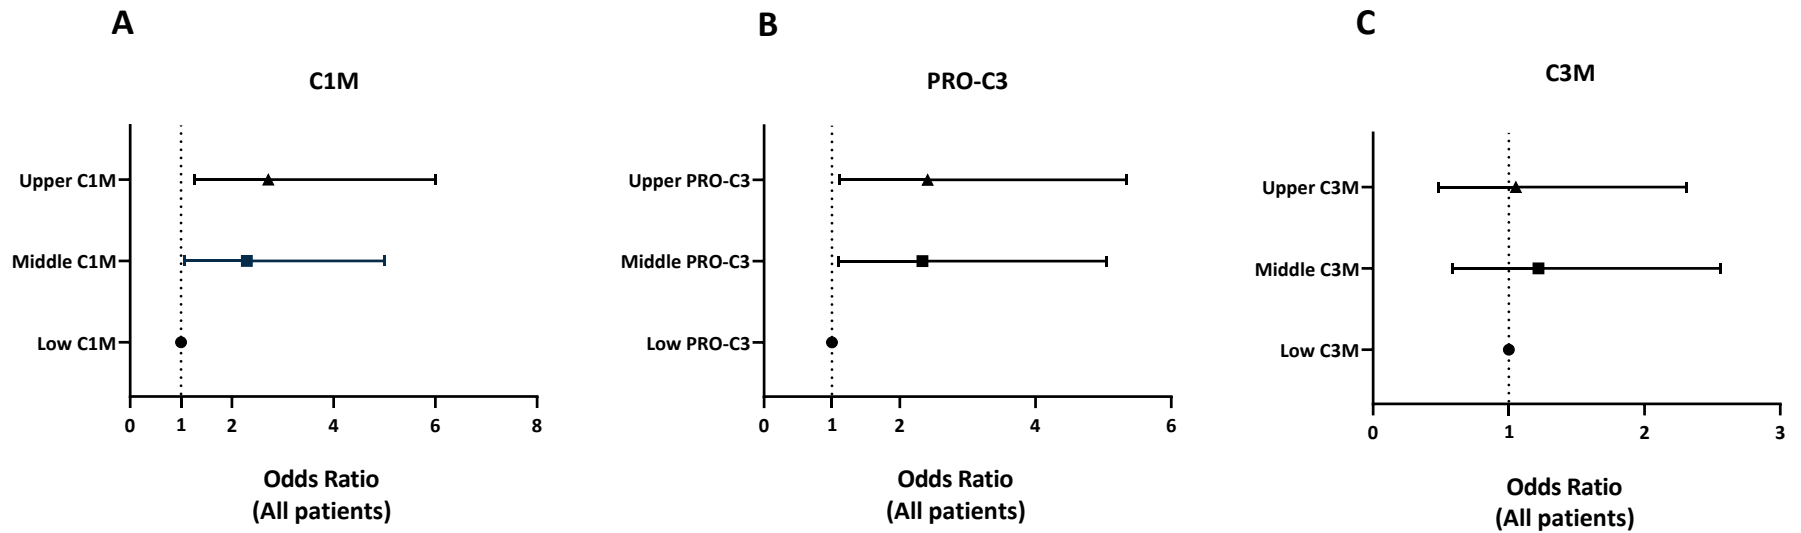 A
C1M
Upper C1M
Middle C1M
Low C1M
0 1 2 4 6 8
Odds Ratio
(All patients)
B
PRO-C3
Upper PRO-C3
Middle PRO-C3
Low PRO-C3
0 1 2 4 6
Odds Ratio
(All patients)
C
C3M
Upper C3M
Middle C3M
Low C3M
0 1 2 3
Odds Ratio
(All patients)